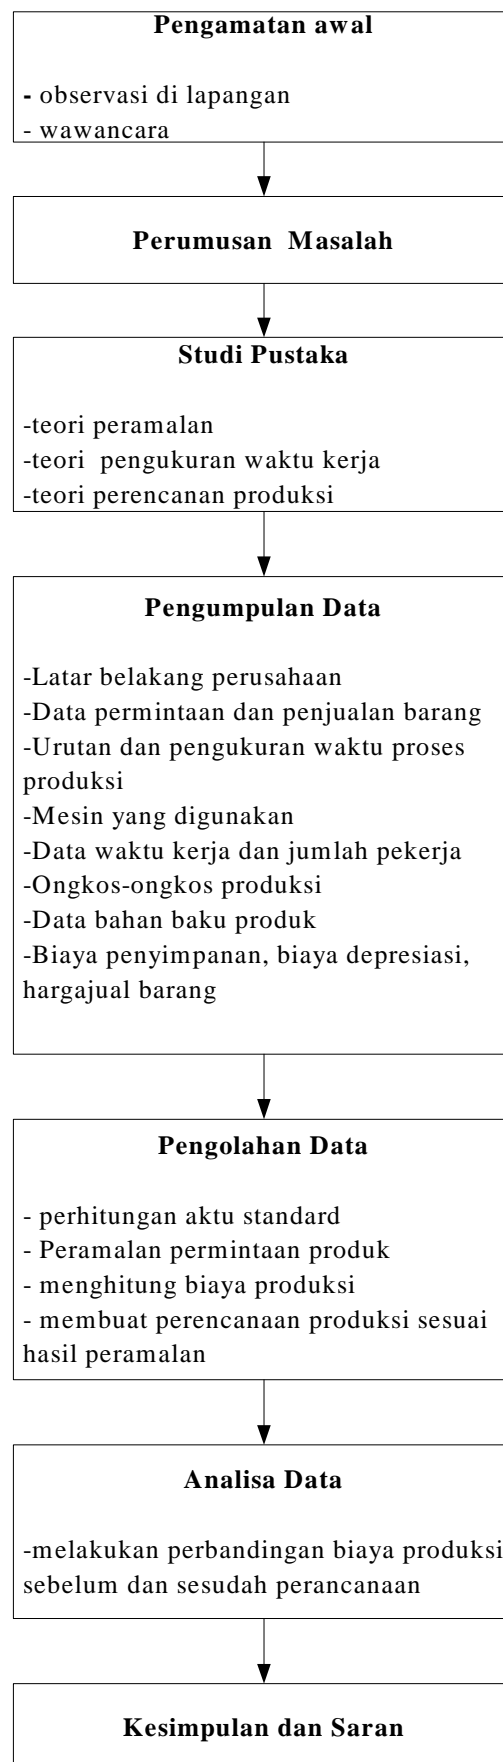 Pengamatan awal
- observasi di lapangan
- wawancara
Perumusan Masalah
Studi Pustaka
-teori peramalan
-teori pengukuran waktu kerja
-teori perencanan produksi
Pengumpulan Data
-Latar belakang perusahaan
-Data permintaan dan penjualan barang
-Urutan dan pengukuran waktu proses
produksi
-Mesin yang digunakan
-Data waktu kerja dan jumlah pekerja
-Ongkos-ongkos produksi
-Data bahan baku produk
-Biaya penyimpanan, biaya depresiasi,
hargajual barang
Pengolahan Data
- perhitungan aktu standard
- Peramalan permintaan produk
- menghitung biaya produksi
- membuat perencanaan produksi sesuai
hasil peramalan
Analisa Data
-melakukan perbandingan biaya produksi
sebelum dan sesudah perancanaan
Kesimpulan dan Saran